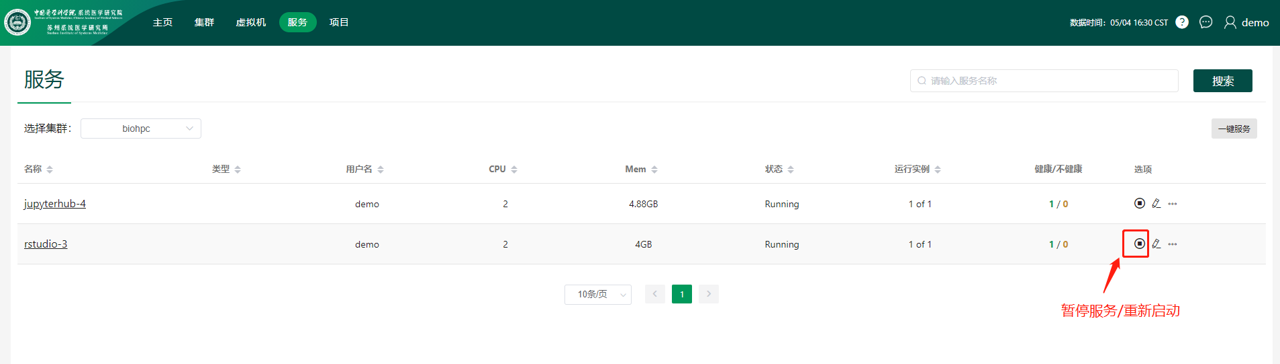 中国医学科学院 系统医学研究院
苏州系统医学研究所
主页 集群 虚拟机 服务 项目
数据时间：05/04 16:30 CST ? demo
服务
请输入服务名称 搜索
选择集群： biohpc 一键服务
名称 类型 用户名 CPU Mem 状态 运行实例 健康/不健康 选项
jupyterhub-4 demo 2 4.88GB Running 1 of 1 1 / 0
rstudio-3 demo 2 4GB Running 1 of 1 1 / 0
10条/页 1
暂停服务/重新启动